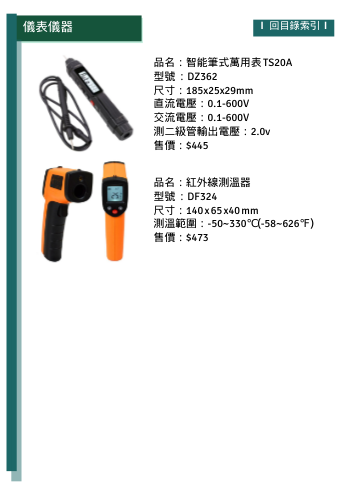 儀表儀器
I 回目錄索引 I
品名：智能筆式萬用表TS20A
型號：DZ362
尺寸：185x25x29mm
直流電壓：0.1-600V
交流電壓：0.1-600V
測二級管輸出電壓：2.0v
售價：$445
品名：紅外線測溫器
型號：DF324
尺寸：140x65x40mm
測溫範圍：-50~330℃(-58~626℉)
售價：$473